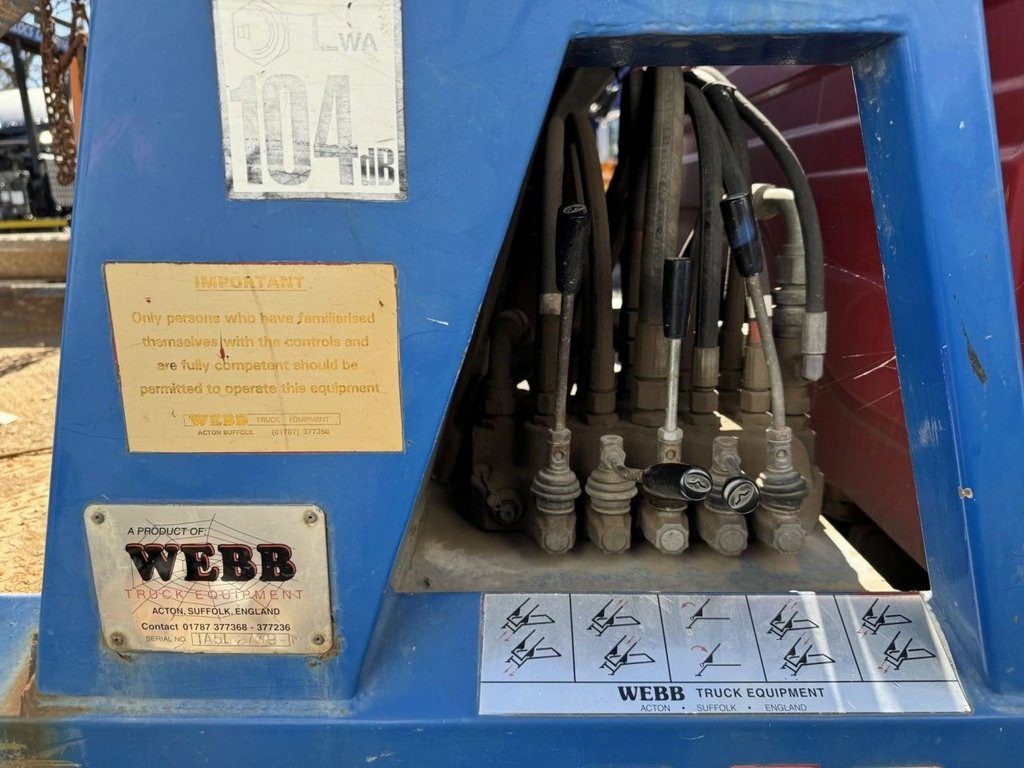 LWA
104dB
IMPORTANT
Only persons who have familiarised
themselves with the controls and
are fully competent should be
permitted to operate this equipment
WEBB TRUCK EQUIPMENT
ACTON SUFFOLK (01787) 377368
A PRODUCT OF:
WEBB
TRUCK EQUIPMENT
ACTON, SUFFOLK, ENGLAND
Contact 01787 377368 - 377236
SERIAL NO.
WEBB TRUCK EQUIPMENT
ACTON • SUFFOLK • ENGLAND